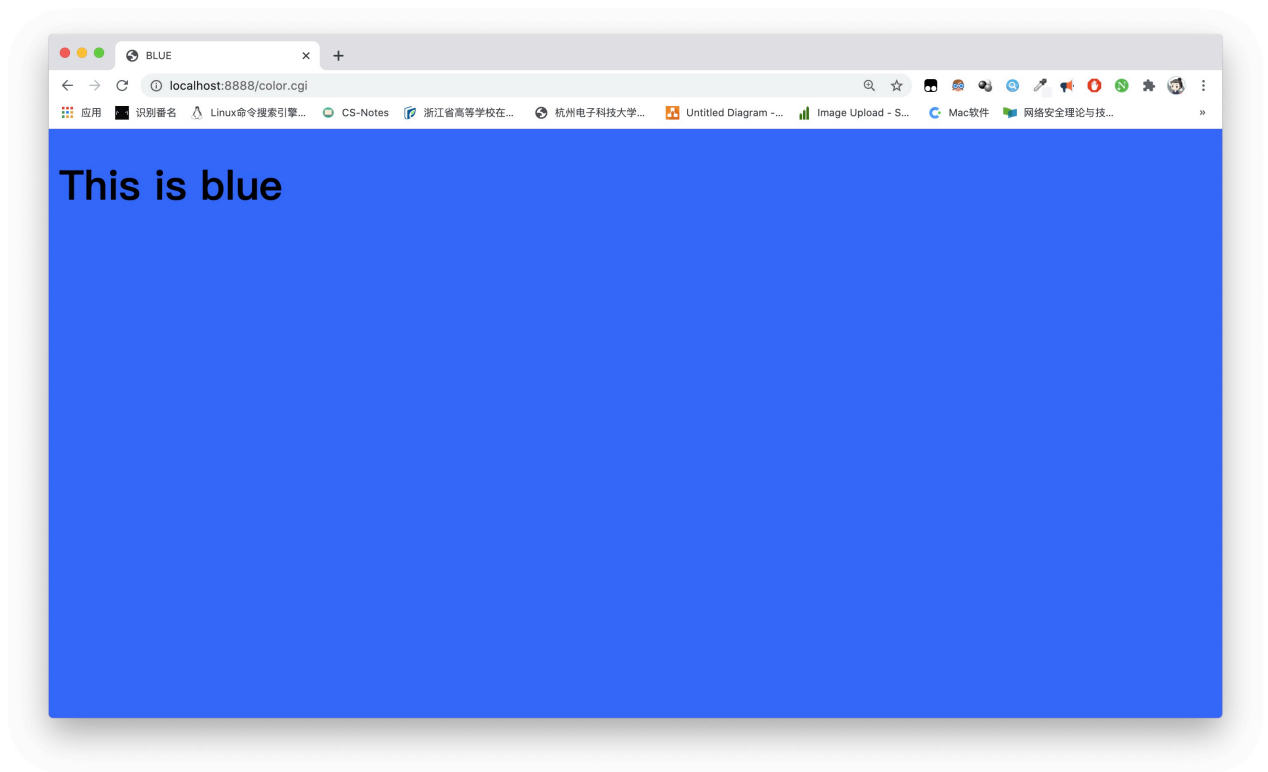 BLUE
localhost:8888/color.cgi
应用 识别番名 Linux命令搜索引擎... CS-Notes 浙江省高等学校在... 杭州电子科技大学... Untitled Diagram -... Image Upload - S... Mac软件 网络安全理论与技... »
This is blue